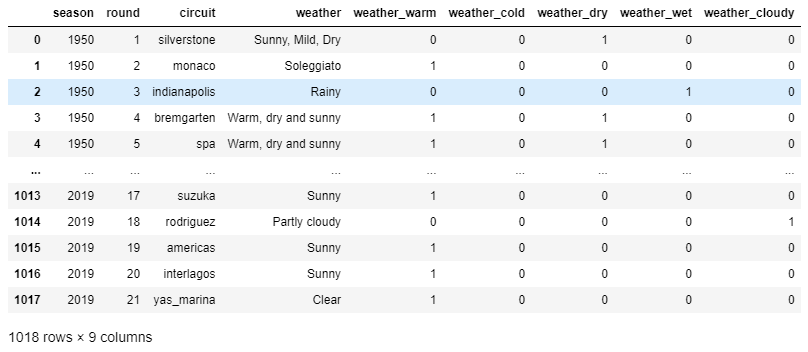 season round circuit weather weather_warm weather_cold weather_dry weather_wet weather_cloudy
0 1950 1 silverstone Sunny, Mild, Dry 0 0 1 0 0
1 1950 2 monaco Soleggiato 1 0 0 0 0
2 1950 3 indianapolis Rainy 0 0 0 1 0
3 1950 4 bremgarten Warm, dry and sunny 1 0 1 0 0
4 1950 5 spa Warm, dry and sunny 1 0 1 0 0
... ... ... ... ... ... ... ... ... ...
1013 2019 17 suzuka Sunny 1 0 0 0 0
1014 2019 18 rodriguez Partly cloudy 0 0 0 0 1
1015 2019 19 americas Sunny 1 0 0 0 0
1016 2019 20 interlagos Sunny 1 0 0 0 0
1017 2019 21 yas_marina Clear 1 0 0 0 0
1018 rows × 9 columns